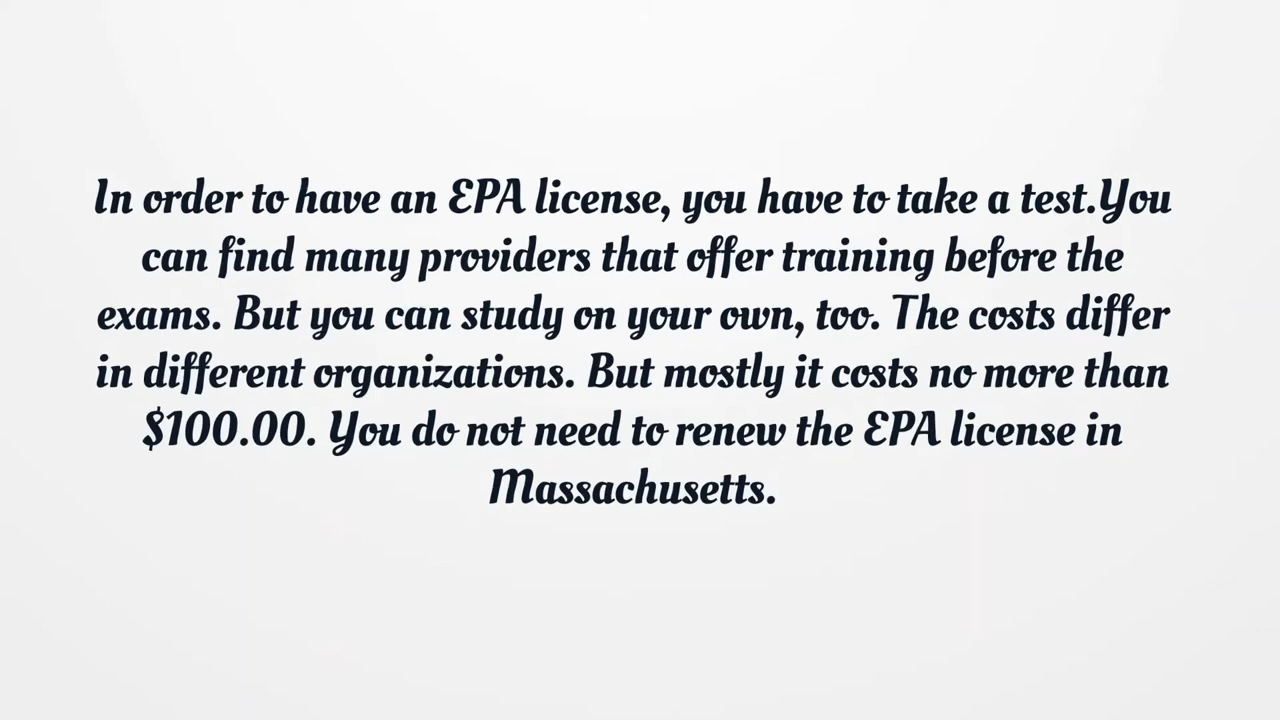 In order to have an EPA license, you have to take a test.You
can find many providers that offer training before the
exams. But you can study on your own, too. The costs differ
in different organizations. But mostly it costs no more than
$100.00. You do not need to renew the EPA license in
Massachusetts.